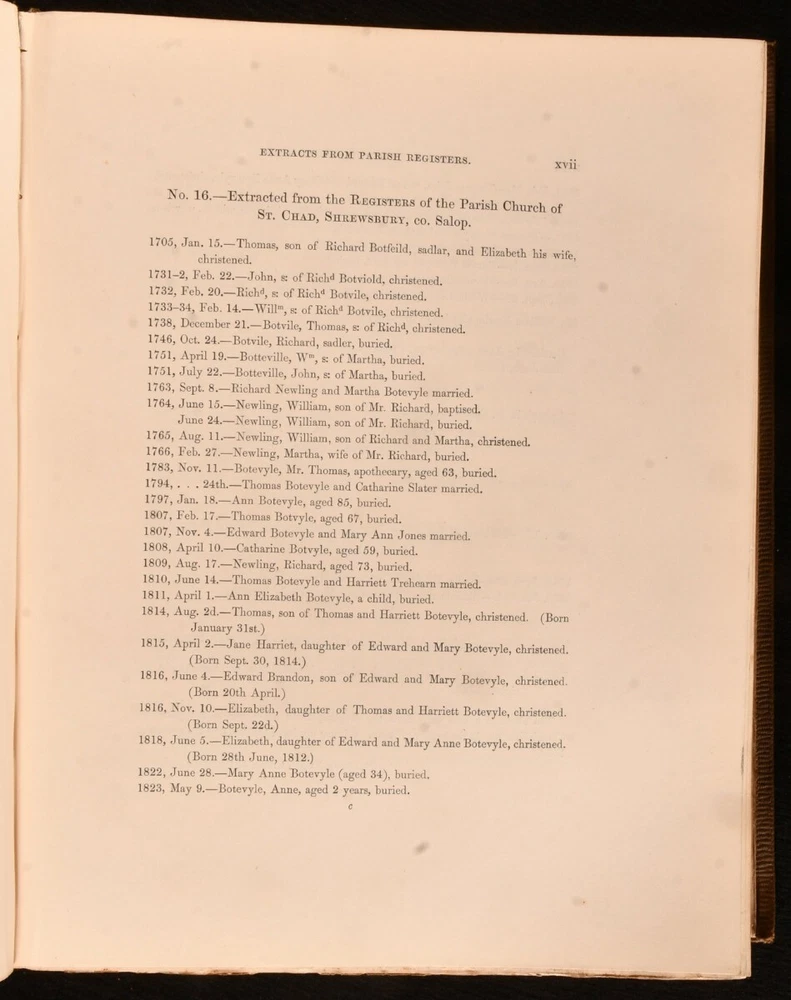 EXTRACTS FROM PARISH REGISTERS. xvii
No. 16.—Extracted from the REGISTERS of the Parish Church of
ST. CHAD, SHREWSBURY, co. Salop.
1705, Jan. 15.—Thomas, son of Richard Botfeild, sadlar, and Elizabeth his wife,
christened.
1731–2, Feb. 22.—John, s: of Richᵈ Botviold, christened.
1732, Feb. 20.—Richᵈ, s: of Richᵈ Botvile, christened.
1733–34, Feb. 14.—Willᵐ, s: of Richᵈ Botvile, christened.
1738, December 21.—Botvile, Thomas, s: of Richᵈ, christened.
1746, Oct. 24.—Botvile, Richard, sadler, buried.
1751, April 19.—Botteville, Wᵐ, s: of Martha, buried.
1751, July 22.—Botteville, John, s: of Martha, buried.
1763, Sept. 8.—Richard Newling and Martha Botevyle married.
1764, June 15.—Newling, William, son of Mr. Richard, baptised.
June 24.—Newling, William, son of Mr. Richard, buried.
1765, Aug. 11.—Newling, William, son of Richard and Martha, christened.
1766, Feb. 27.—Newling, Martha, wife of Mr. Richard, buried.
1783, Nov. 11.—Botevyle, Mr. Thomas, apothecary, aged 63, buried.
1794, . . . 24th.—Thomas Botevyle and Catharine Slater married.
1797, Jan. 18.—Ann Botevyle, aged 85, buried.
1807, Feb. 17.—Thomas Botvyle, aged 67, buried.
1807, Nov. 4.—Edward Botevyle and Mary Ann Jones married.
1808, April 10.—Catharine Botvyle, aged 59, buried.
1809, Aug. 17.—Newling, Richard, aged 73, buried.
1810, June 14.—Thomas Botevyle and Harriett Trehearn married.
1811, April 1.—Ann Elizabeth Botevyle, a child, buried.
1814, Aug. 2d.—Thomas, son of Thomas and Harriett Botevyle, christened. (Born
January 31st.)
1815, April 2.—Jane Harriet, daughter of Edward and Mary Botevyle, christened.
(Born Sept. 30, 1814.)
1816, June 4.—Edward Brandon, son of Edward and Mary Botevyle, christened.
(Born 20th April.)
1816, Nov. 10.—Elizabeth, daughter of Thomas and Harriett Botevyle, christened.
(Born Sept. 22d.)
1818, June 5.—Elizabeth, daughter of Edward and Mary Anne Botevyle, christened.
(Born 28th June, 1812.)
1822, June 28.—Mary Anne Botevyle (aged 34), buried.
1823, May 9.—Botevyle, Anne, aged 2 years, buried.
c